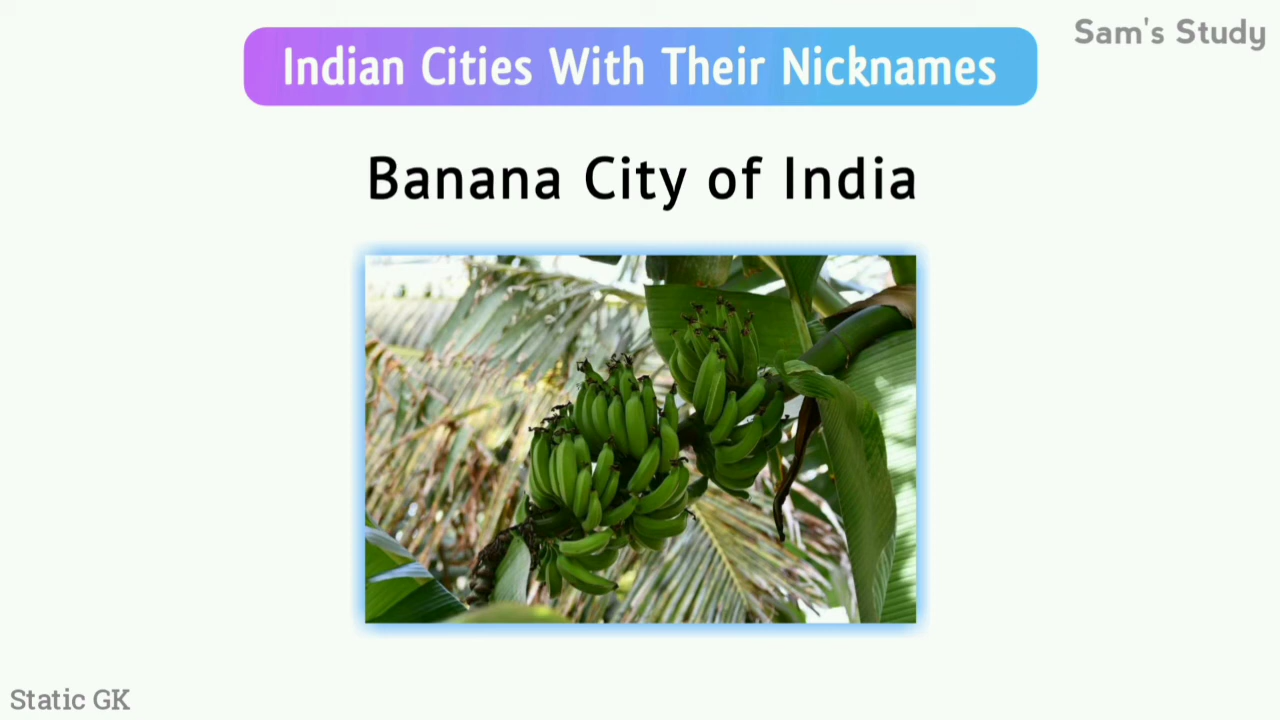 Sam's Study
Indian Cities With Their Nicknames
Banana City of India
Static GK